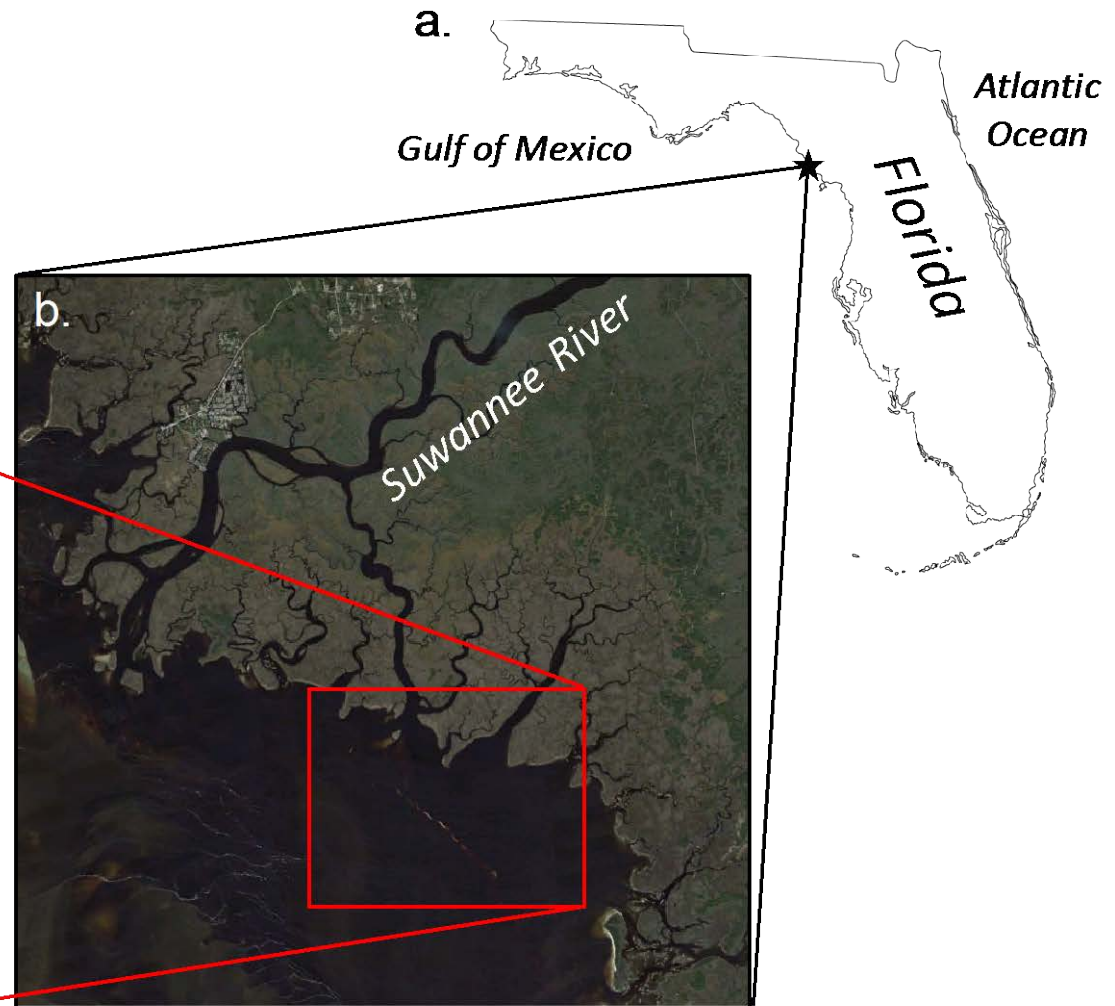 a.
Atlantic
Ocean
Gulf of Mexico
Florida
b.
Suwannee River